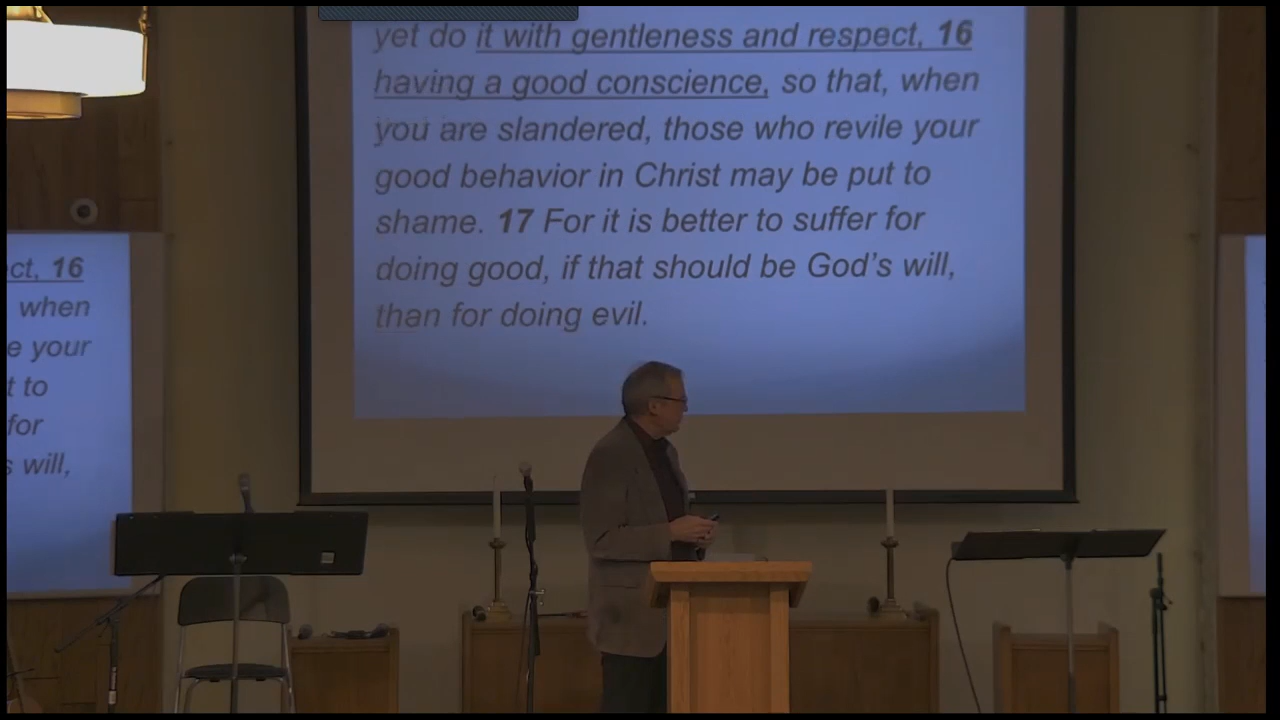 yet do it with gentleness and respect, 16
having a good conscience, so that, when
you are slandered, those who revile your
good behavior in Christ may be put to
shame. 17 For it is better to suffer for
doing good, if that should be God's will,
than for doing evil.
ct, 16
when
e your
t to
for
s will,